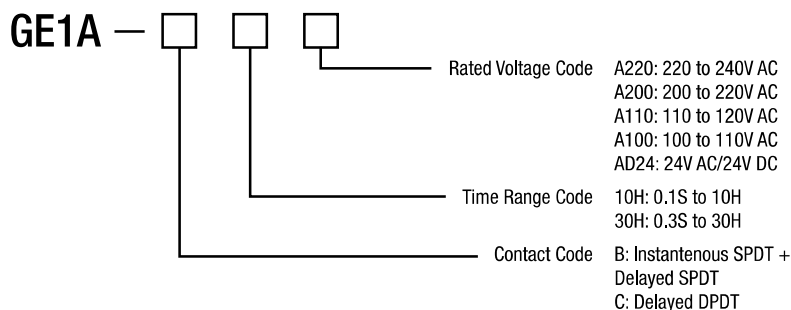 GE1A – □ □ □
Rated Voltage Code A220: 220 to 240V AC
A200: 200 to 220V AC
A110: 110 to 120V AC
A100: 100 to 110V AC
AD24: 24V AC/24V DC
Time Range Code 10H: 0.1S to 10H
30H: 0.3S to 30H
Contact Code B: Instantenous SPDT +
Delayed SPDT
C: Delayed DPDT